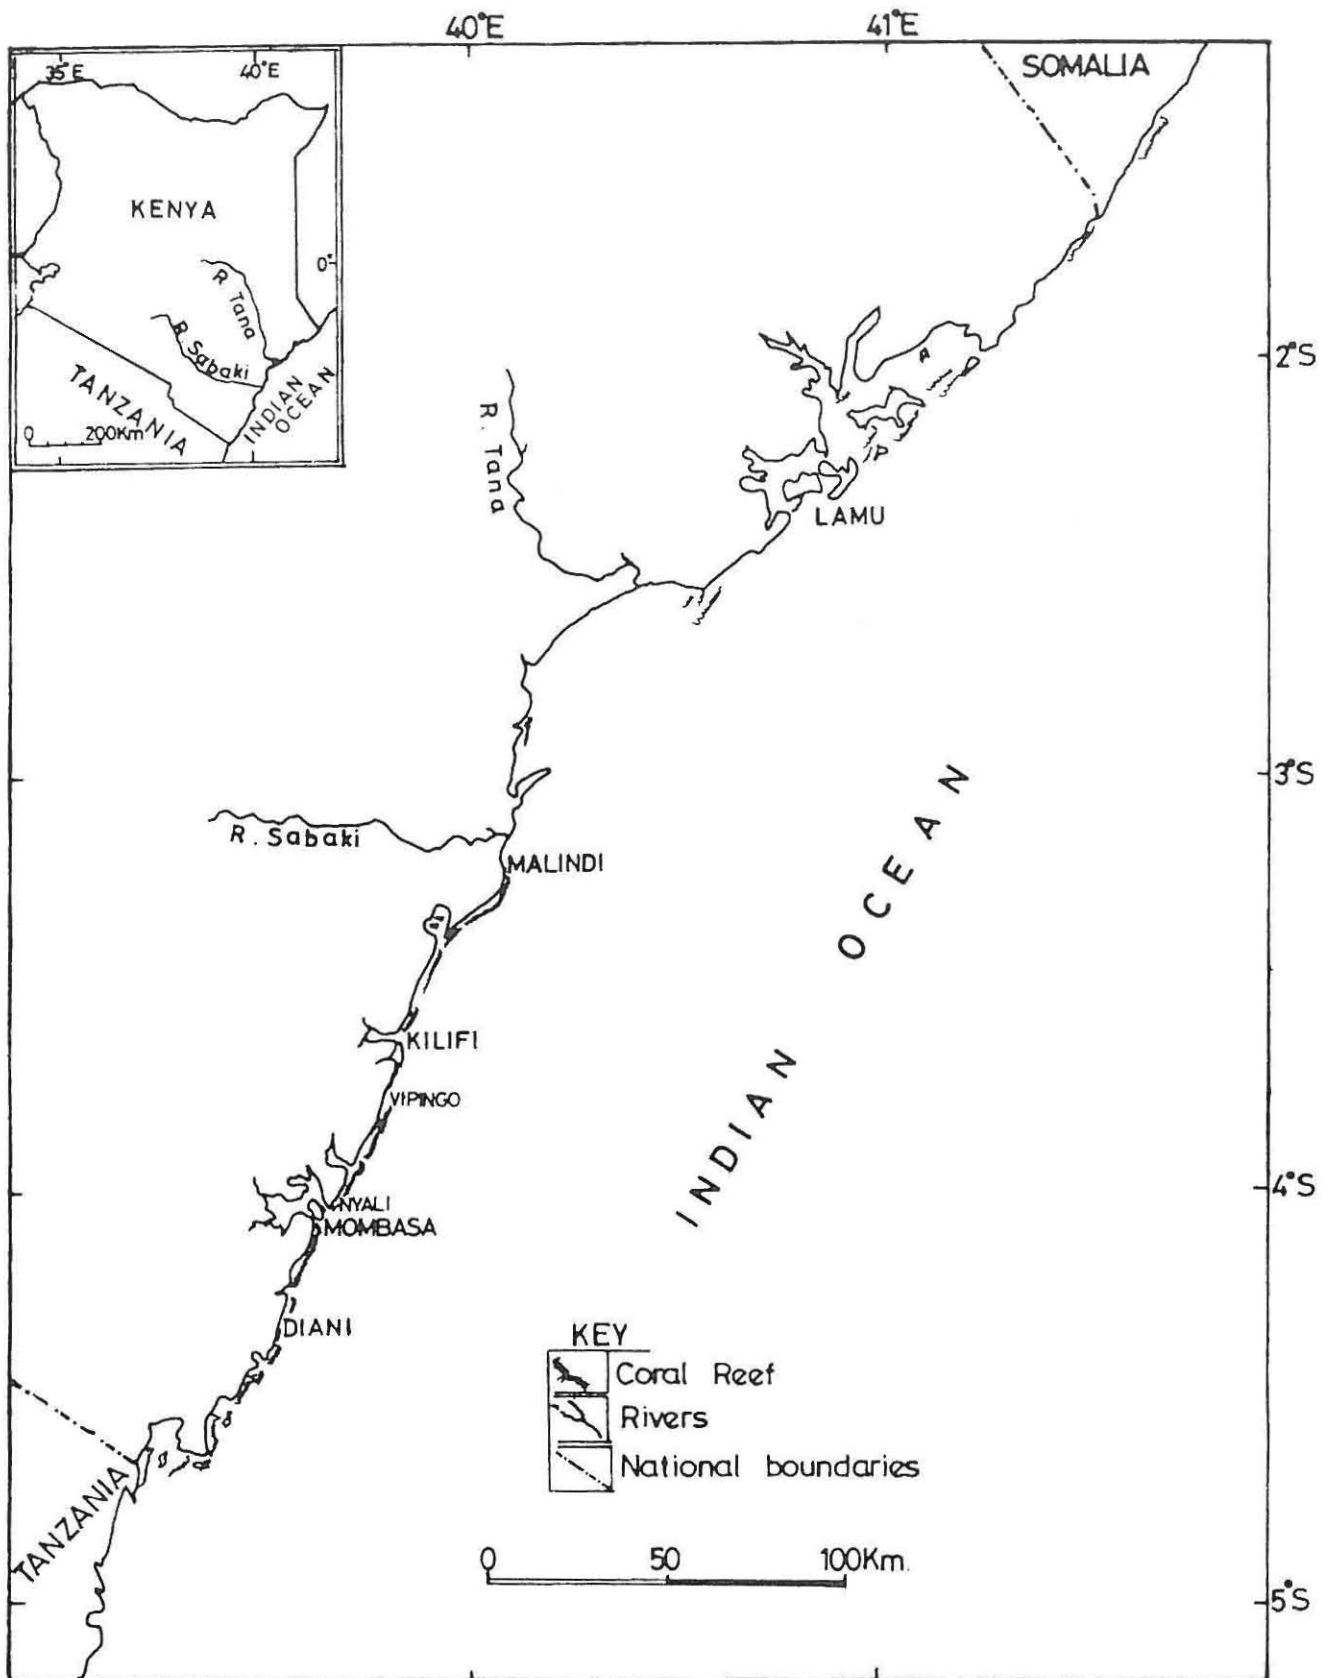 40°E
41°E
35°E
40°E
SOMALIA
KENYA
0°
R. Tana
R. Sabaki
TANZANIA
INDIAN
OCEAN
0 200Km
2°S
R. Tana
LAMU
3°S
R. Sabaki
MALINDI
INDIAN OCEAN
KILIFI
VIPINGO
4°S
NYALI
MOMBASA
DIANI
KEY
Coral Reef
Rivers
National boundaries
TANZANIA
0 50 100Km.
5°S